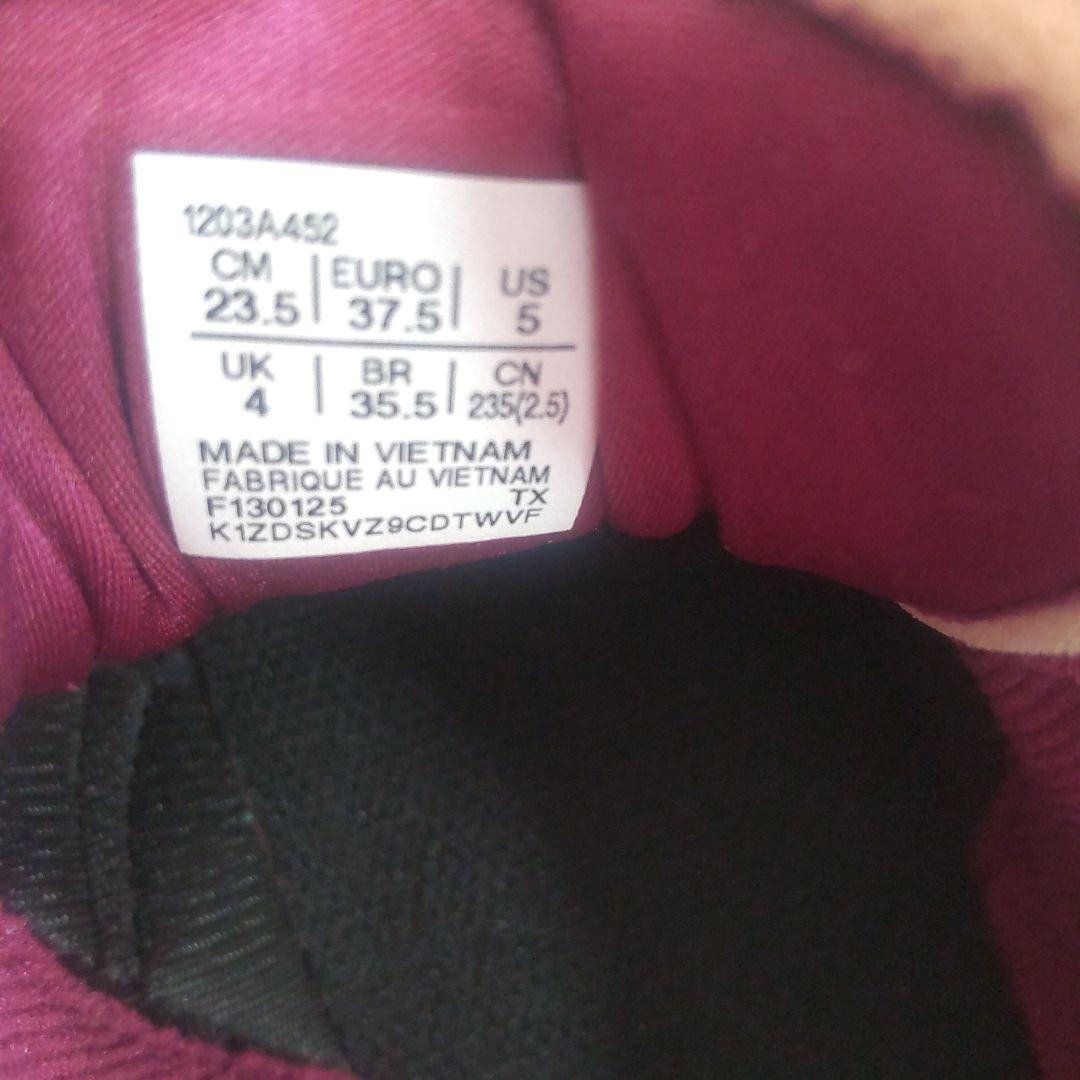 1203A452
CM | EURO | US
23.5 | 37.5 | 5
UK | BR | CN
4 | 35.5 | 235(2.5)
MADE IN VIETNAM
FABRIQUE AU VIETNAM
F130125 TX
K1ZDSKVZ9CDTWVF